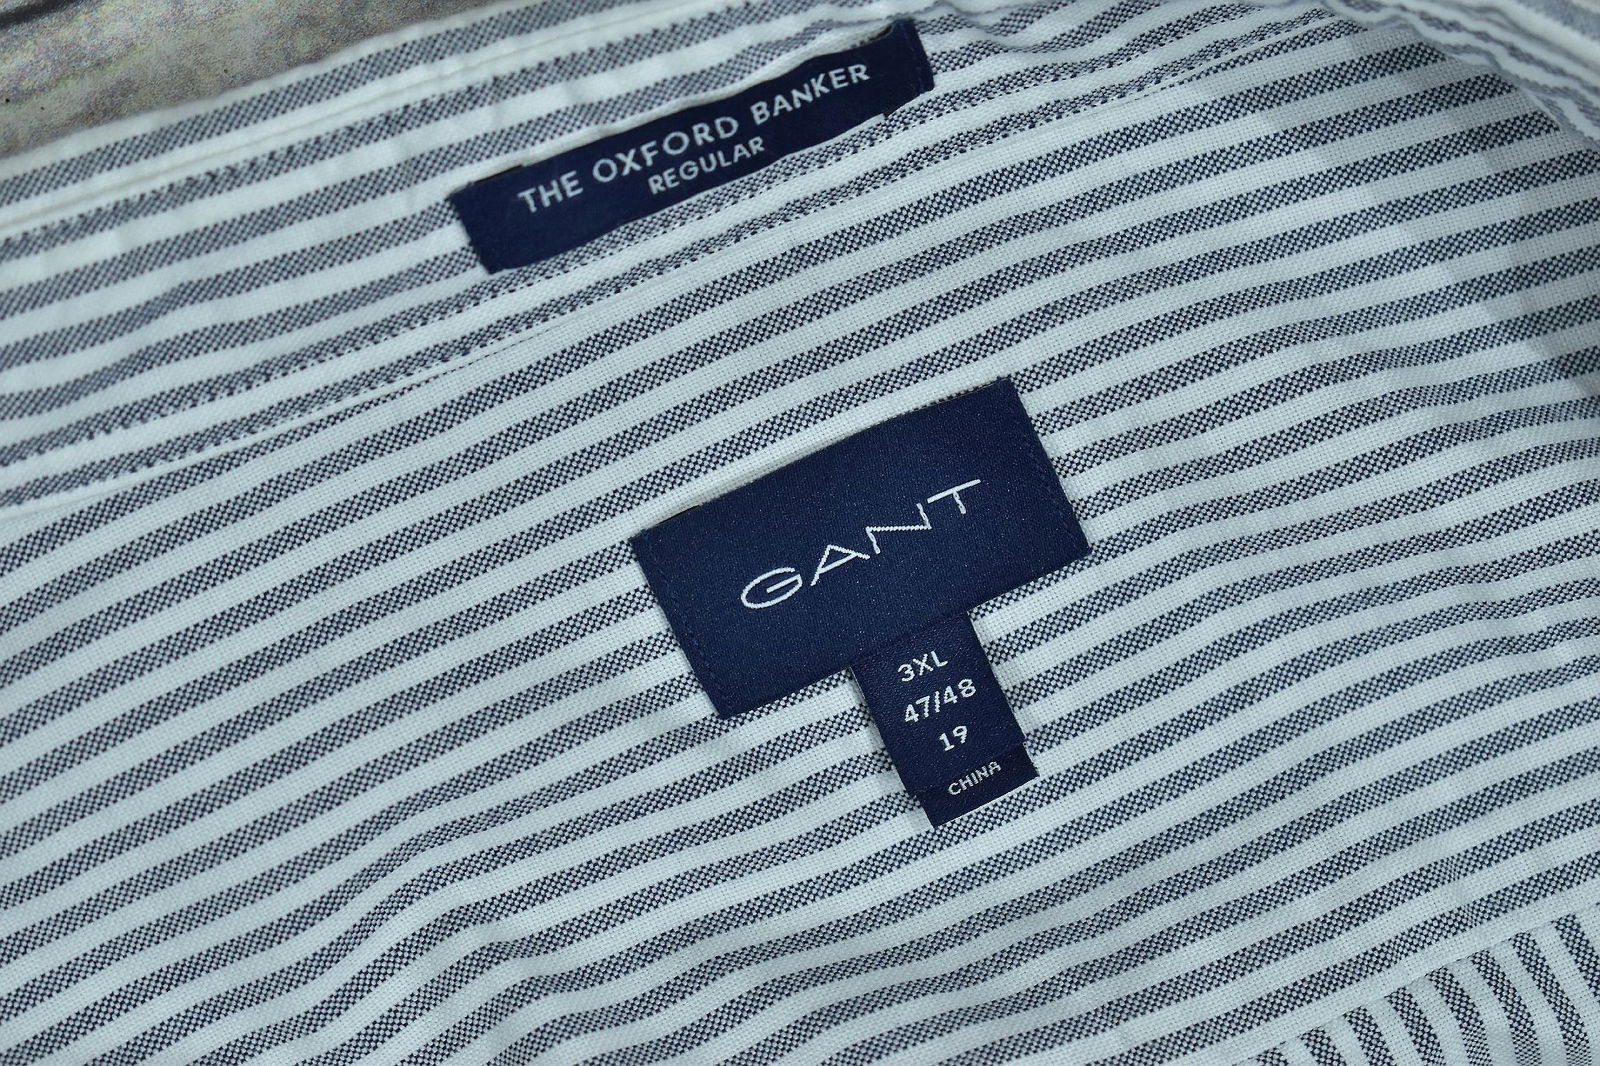 THE OXFORD BANKER
REGULAR
GANT
3XL
47/48
19
CHINA